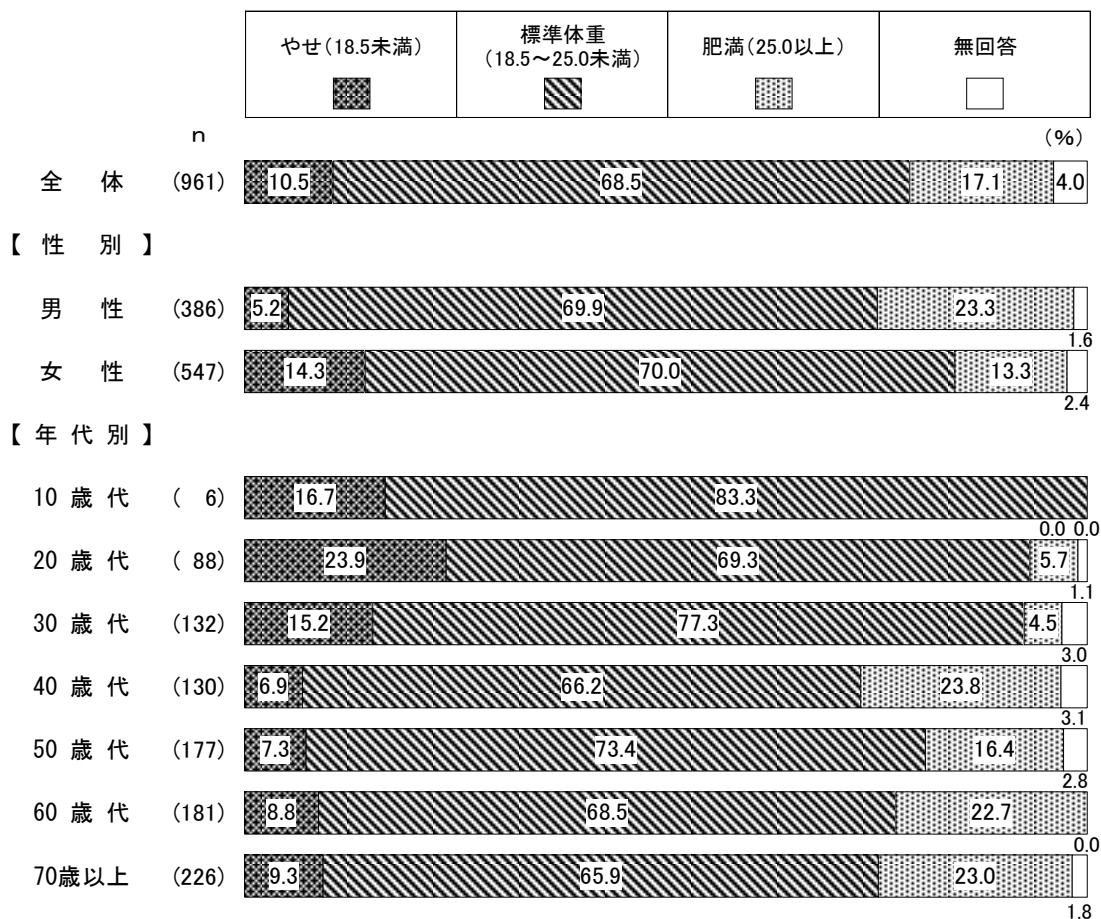 やせ（18.5未満）　標準体重（18.5～25.0未満）　肥満（25.0以上）　無回答
n　（％）
全　体　（961）　10.5　68.5　17.1　4.0
【　性　別　】
男　性　（386）　5.2　69.9　23.3　1.6
女　性　（547）　14.3　70.0　13.3　2.4
【 年 代 別 】
10 歳 代　（　6）　16.7　83.3　0.0　0.0
20 歳 代　（ 88）　23.9　69.3　5.7　1.1
30 歳 代　（132）　15.2　77.3　4.5　3.0
40 歳 代　（130）　6.9　66.2　23.8　3.1
50 歳 代　（177）　7.3　73.4　16.4　2.8
60 歳 代　（181）　8.8　68.5　22.7　0.0
70歳以上　（226）　9.3　65.9　23.0　1.8